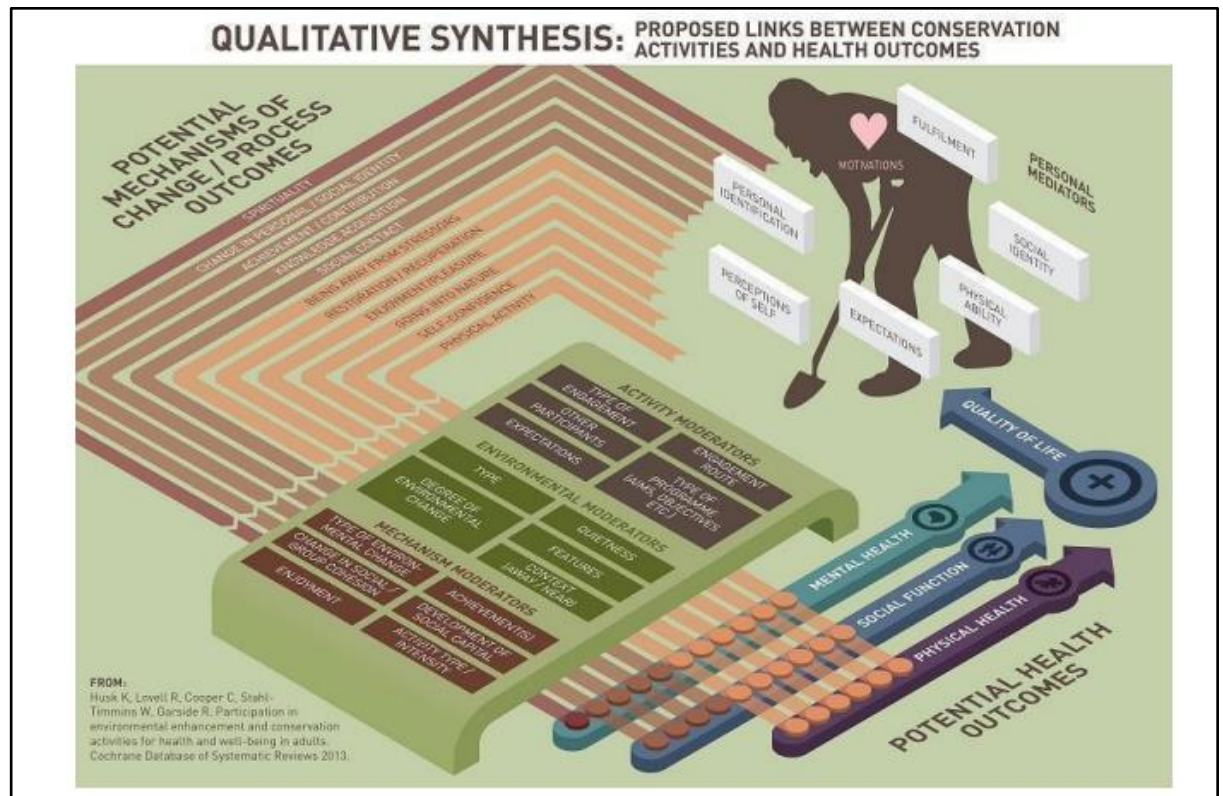 QUALITATIVE SYNTHESIS: PROPOSED LINKS BETWEEN CONSERVATION
ACTIVITIES AND HEALTH OUTCOMES
POTENTIAL
MECHANISMS OF
CHANGE / PROCESS
OUTCOMES
SPIRITUALITY
CHANGE IN PERSONAL / SOCIAL IDENTITY
ACHIEVEMENT / CONTRIBUTION
KNOWLEDGE ACQUISITION
SOCIAL CONTACT
BEING AWAY FROM STRESSORS
RESTORATION / RECUPERATION
ENJOYMENT/PLEASURE
GOING INTO NATURE
SELF-CONFIDENCE
PHYSICAL ACTIVITY
MOTIVATIONS
FULFILMENT
PERSONAL
MEDIATORS
PERSONAL
IDENTIFICATION
SOCIAL
IDENTITY
PERCEPTIONS
OF SELF
PHYSICAL
ABILITY
EXPECTATIONS
ACTIVITY MODERATORS
TYPE OF
ENGAGEMENT
OTHER
PARTICIPANTS
EXPECTATIONS
ENGAGEMENT
ROUTE
TYPE OF
PROGRAMME
(AIMS, OBJECTIVES
ETC.)
ENVIRONMENTAL MODERATORS
TYPE
DEGREE OF
ENVIRONMENTAL
CHANGE
QUIETNESS
FEATURES
CONTEXT
(AWAY / NEAR)
MECHANISM MODERATORS
TYPE OF ENVIRON-
MENTAL CHANGE
CHANGE IN SOCIAL /
GROUP COHESION
ENJOYMENT
ACHIEVEMENT(S)
DEVELOPMENT OF
SOCIAL CAPITAL
ACTIVITY TYPE /
INTENSITY
QUALITY OF LIFE
MENTAL HEALTH
SOCIAL FUNCTION
PHYSICAL HEALTH
POTENTIAL HEALTH
OUTCOMES
FROM:
Husk K, Lovell R, Cooper C, Stahl-
Timmins W, Garside R. Participation in
environmental enhancement and conservation
activities for health and well-being in adults.
Cochrane Database of Systematic Reviews 2013.